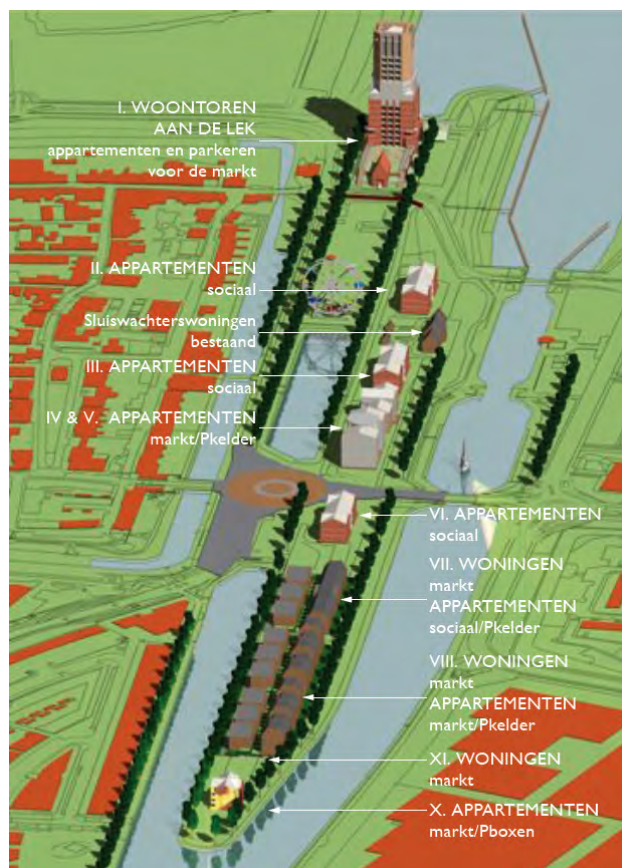 I. WOONTOREN
AAN DE LEK
appartementen en parkeren
voor de markt
II. APPARTEMENTEN
sociaal
Sluiswachterswoningen
bestaand
III. APPARTEMENTEN
sociaal
IV & V. APPARTEMENTEN
markt/Pkelder
VI. APPARTEMENTEN
sociaal
VII. WONINGEN
markt
APPARTEMENTEN
sociaal/Pkelder
VIII. WONINGEN
markt
APPARTEMENTEN
markt/Pkelder
XI. WONINGEN
markt
X. APPARTEMENTEN
markt/Pboxen